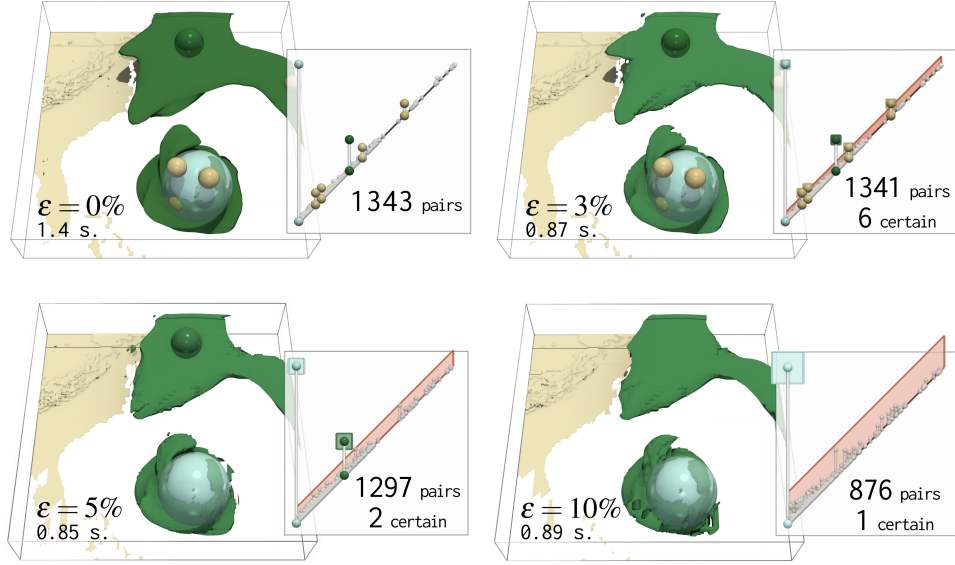 ε = 0%
1.4 s.
1343 pairs
ε = 3%
0.87 s.
1341 pairs
6 certain
ε = 5%
0.85 s.
1297 pairs
2 certain
ε = 10%
0.89 s.
876 pairs
1 certain